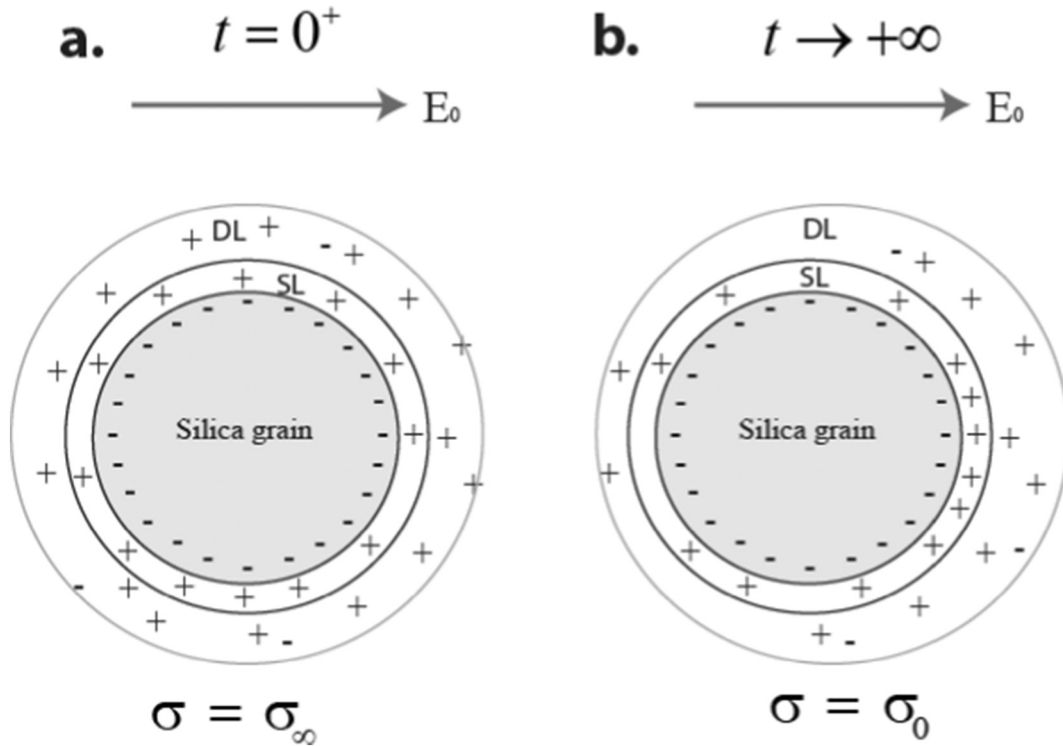 a. t = 0⁺
E₀
DL
SL
Silica grain
σ = σ∞
b. t → +∞
E₀
DL
SL
Silica grain
σ = σ₀